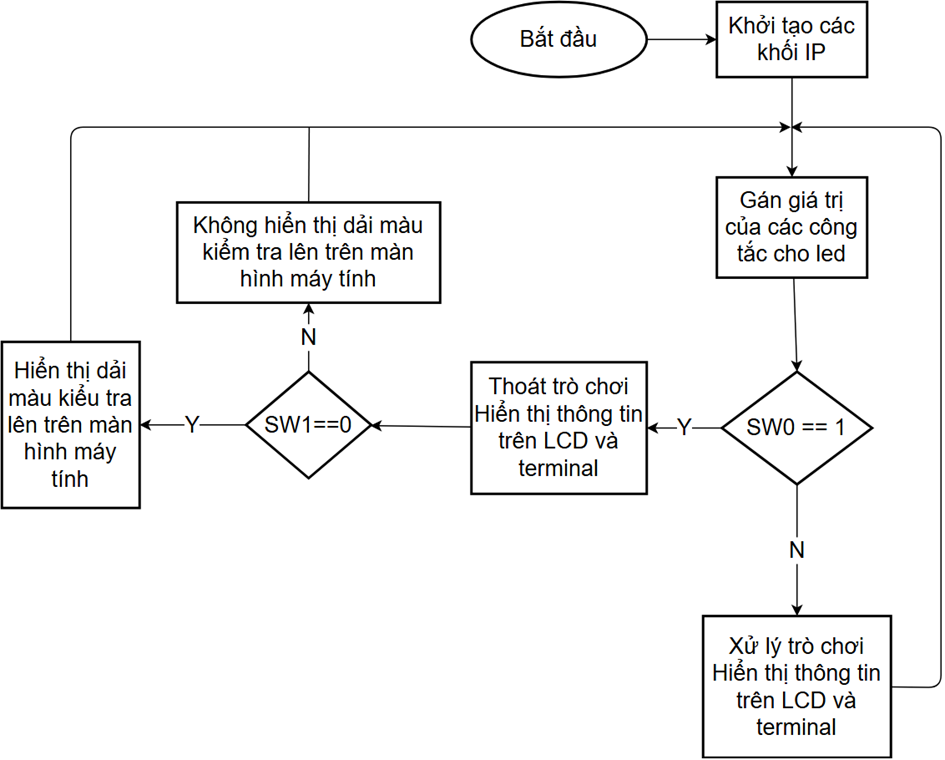 Bắt đầu
Khởi tạo các
khối IP
Gán giá trị
của các công
tắc cho led
Không hiển thị dải màu
kiểm tra lên trên màn
hình máy tính
N
Hiển thị dải
màu kiểu tra
lên trên màn
hình máy
tính
Y
SW1==0
Thoát trò chơi
Hiển thị thông tin
trên LCD và
terminal
Y
SW0 == 1
N
Xử lý trò chơi
Hiển thị thông tin
trên LCD và
terminal